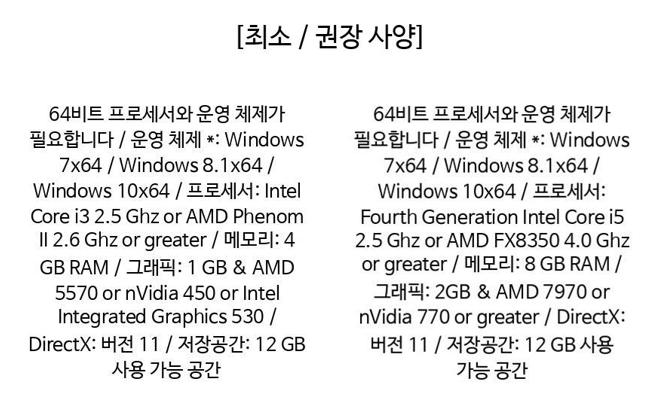 [최소 / 권장 사양]
64비트 프로세서와 운영 체제가
필요합니다 / 운영 체제 *: Windows
7x64 / Windows 8.1x64 /
Windows 10x64 / 프로세서: Intel
Core i3 2.5 Ghz or AMD Phenom
II 2.6 Ghz or greater / 메모리: 4
GB RAM / 그래픽: 1 GB & AMD
5570 or nVidia 450 or Intel
Integrated Graphics 530 /
DirectX: 버전 11 / 저장공간: 12 GB
사용 가능 공간
64비트 프로세서와 운영 체제가
필요합니다 / 운영 체제 *: Windows
7x64 / Windows 8.1x64 /
Windows 10x64 / 프로세서:
Fourth Generation Intel Core i5
2.5 Ghz or AMD FX8350 4.0 Ghz
or greater / 메모리: 8 GB RAM /
그래픽: 2GB & AMD 7970 or
nVidia 770 or greater / DirectX:
버전 11 / 저장공간: 12 GB 사용
가능 공간